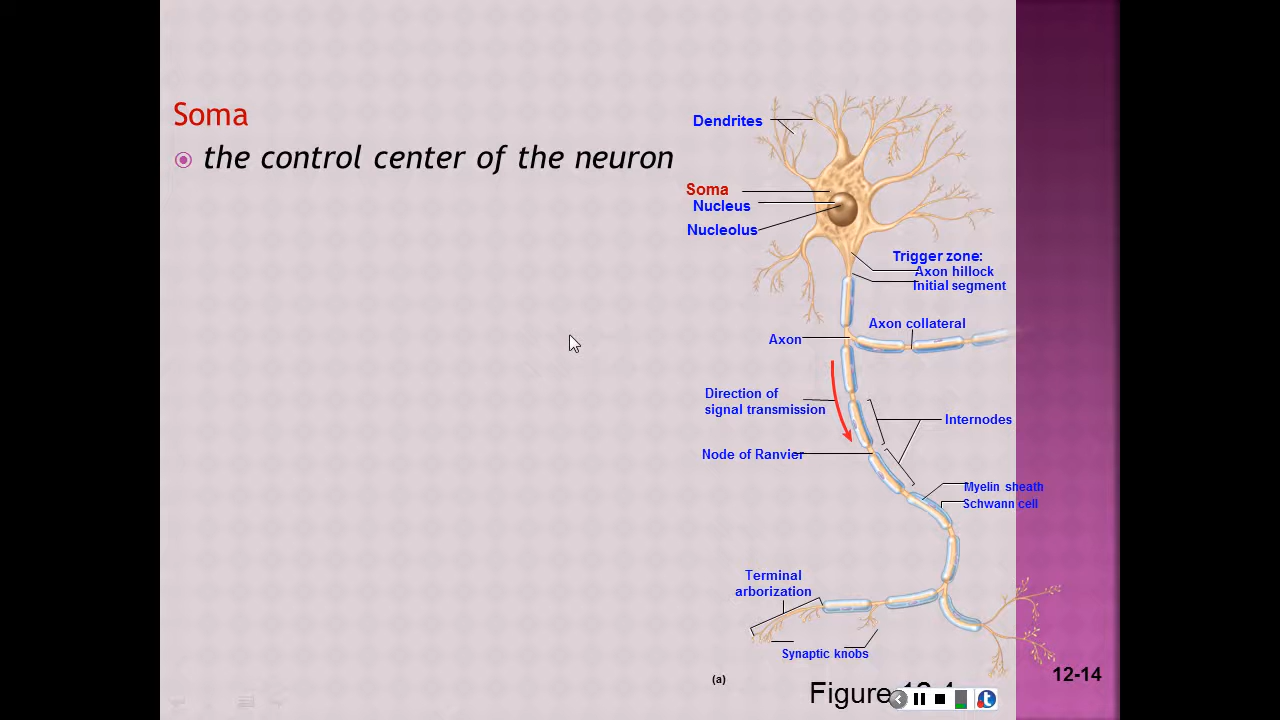 Soma
the control center of the neuron
Dendrites
Soma
Nucleus
Nucleolus
Trigger zone:
Axon hillock
Initial segment
Axon collateral
Axon
Direction of
signal transmission
Internodes
Node of Ranvier
Myelin sheath
Schwann cell
Terminal
arborization
Synaptic knobs
(a)
12-14
Figure